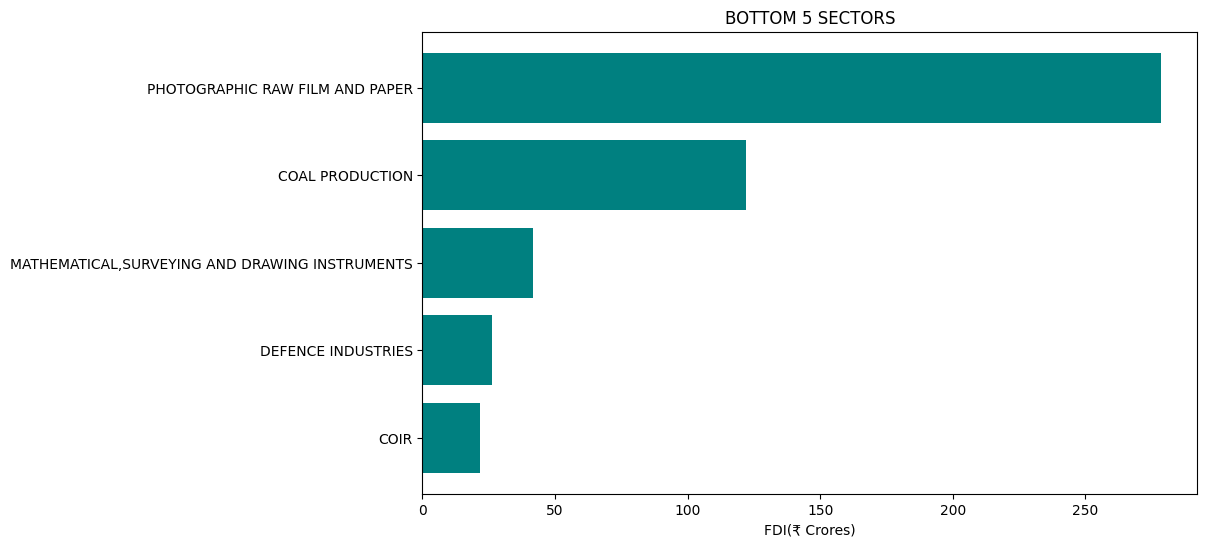 BOTTOM 5 SECTORS
PHOTOGRAPHIC RAW FILM AND PAPER
COAL PRODUCTION
MATHEMATICAL,SURVEYING AND DRAWING INSTRUMENTS
DEFENCE INDUSTRIES
COIR
0 50 100 150 200 250
FDI(₹ Crores)